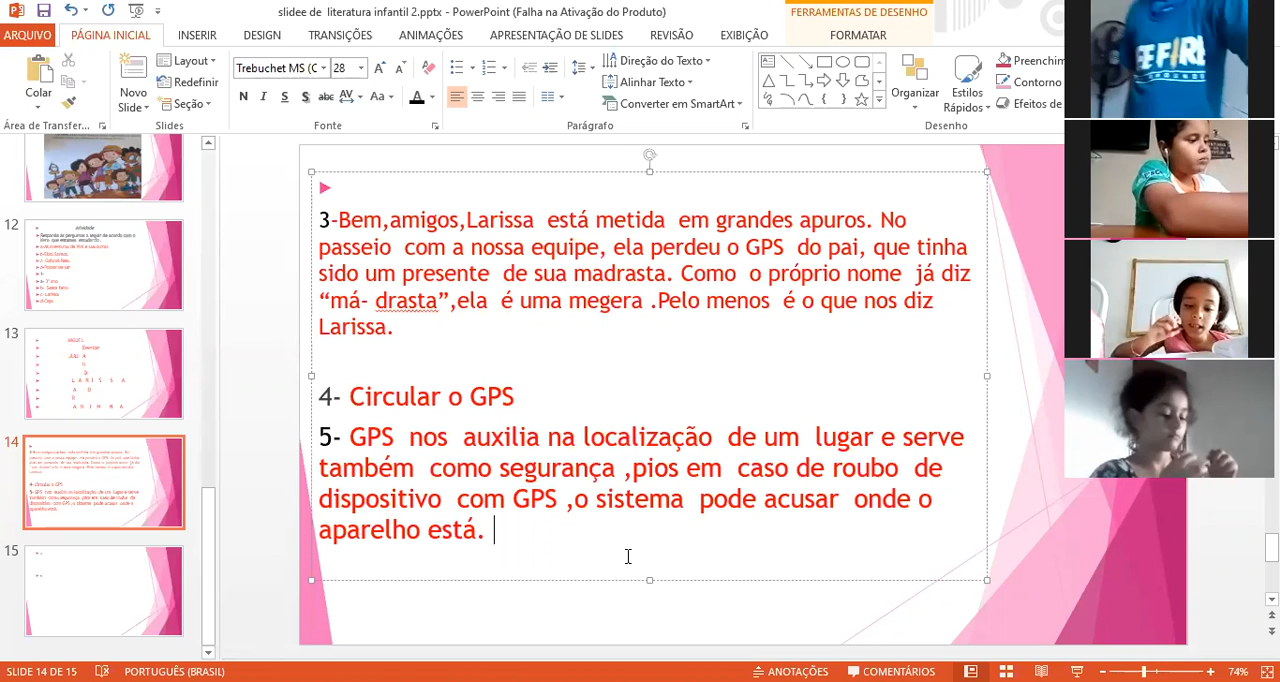 slidee de literatura infantil 2.pptx - PowerPoint (Falha na Ativação do Produto)
FERRAMENTAS DE DESENHO
ARQUIVO PÁGINA INICIAL INSERIR DESIGN TRANSIÇÕES ANIMAÇÕES APRESENTAÇÃO DE SLIDES REVISÃO EXIBIÇÃO FORMATAR
Colar
Novo
Slide
Layout
Redefinir
Seção
Trebuchet MS (C 28
N I S S abc AV Aa A
Direção do Texto
Alinhar Texto
Converter em SmartArt
Organizar
Estilos
Rápidos
Preenchim
Contorno
Efeitos de
Área de Transfer... Slides Fonte Parágrafo Desenho
12
13
14
15
3-Bem,amigos,Larissa está metida em grandes apuros. No
passeio com a nossa equipe, ela perdeu o GPS do pai, que tinha
sido um presente de sua madrasta. Como o próprio nome já diz
“má- drasta”,ela é uma megera .Pelo menos é o que nos diz
Larissa.
4- Circular o GPS
5- GPS nos auxilia na localização de um lugar e serve
também como segurança ,pios em caso de roubo de
dispositivo com GPS ,o sistema pode acusar onde o
aparelho está.
SLIDE 14 DE 15 PORTUGUÊS (BRASIL) ANOTAÇÕES COMENTÁRIOS 74%